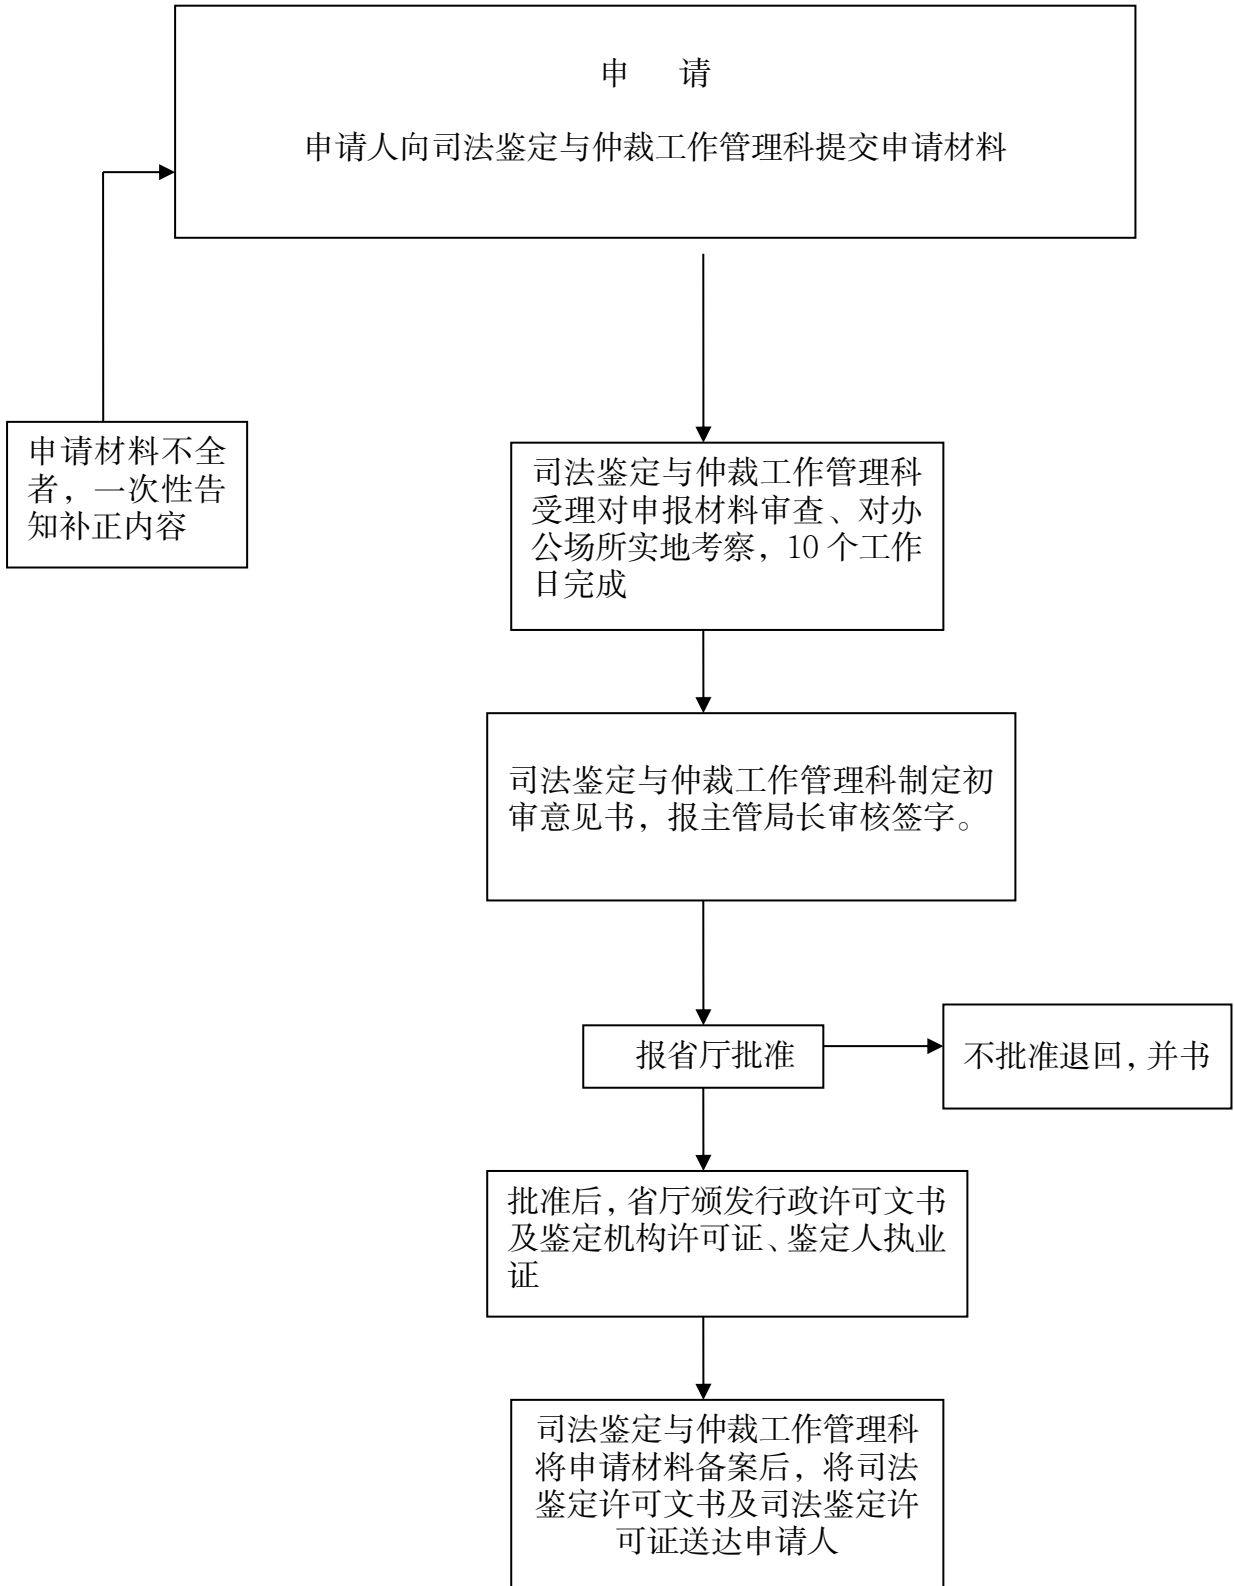 申 请
申请人向司法鉴定与仲裁工作管理科提交申请材料
申请材料不全
者，一次性告
知补正内容
司法鉴定与仲裁工作管理科
受理对申报材料审查、对办
公场所实地考察，10个工作
日完成
司法鉴定与仲裁工作管理科制定初
审意见书，报主管局长审核签字。
报省厅批准
不批准退回，并书
批准后，省厅颁发行政许可文书
及鉴定机构许可证、鉴定人执业
证
司法鉴定与仲裁工作管理科
将申请材料备案后，将司法
鉴定许可文书及司法鉴定许
可证送达申请人